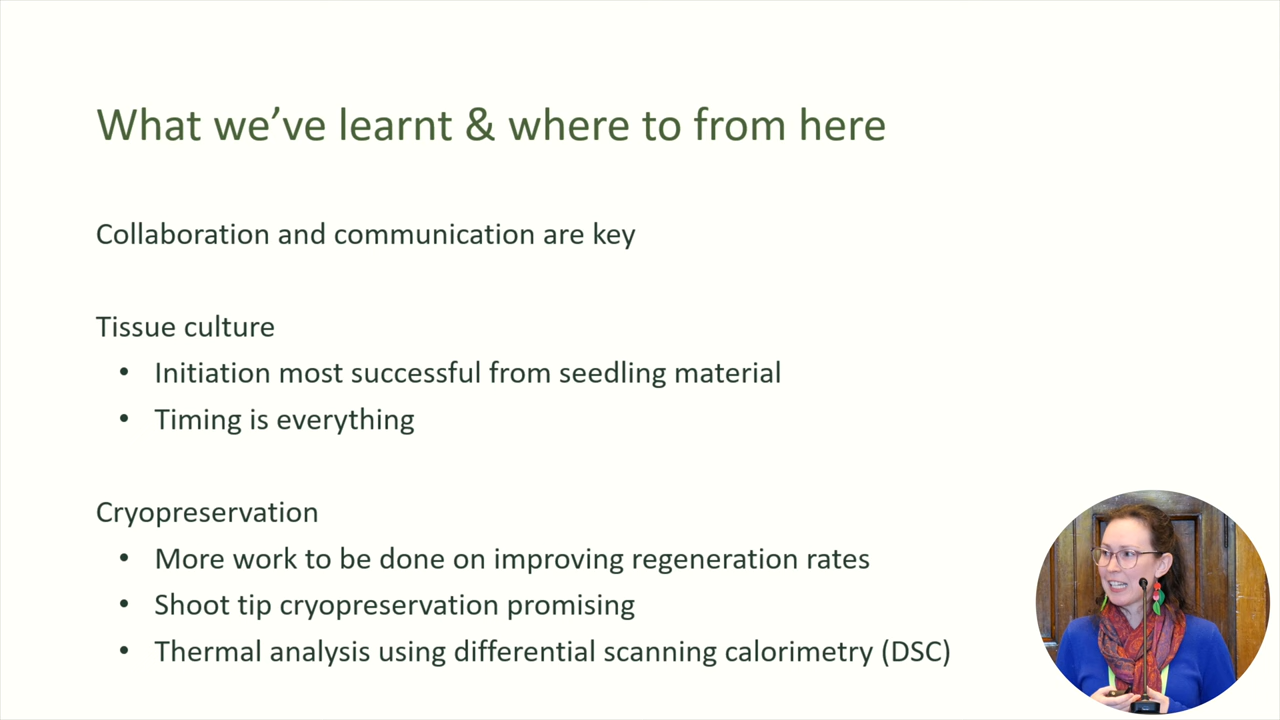 What we’ve learnt & where to from here
Collaboration and communication are key
Tissue culture
• Initiation most successful from seedling material
• Timing is everything
Cryopreservation
• More work to be done on improving regeneration rates
• Shoot tip cryopreservation promising
• Thermal analysis using differential scanning calorimetry (DSC)